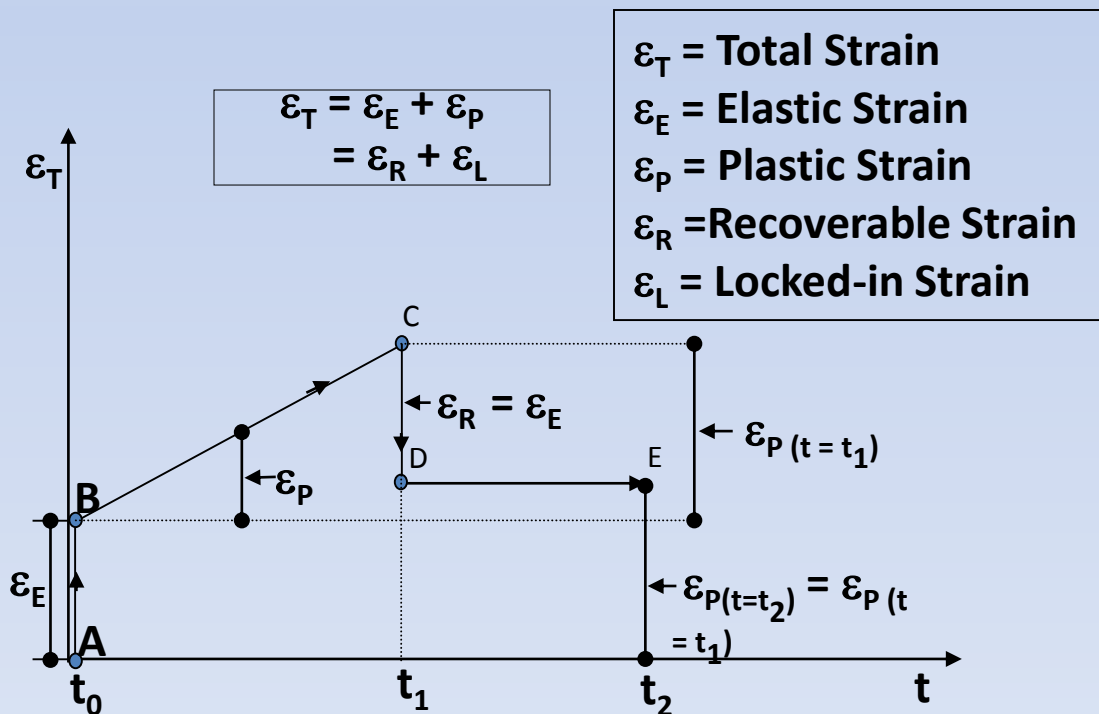 εT = Total Strain
εE = Elastic Strain
εP = Plastic Strain
εR =Recoverable Strain
εL = Locked-in Strain
εT = εE + εP
= εR + εL
εT
C
εR = εE
D
E
εP (t = t1)
εP
B
εE
εP(t=t2) = εP (t
= t1)
A
t0
t1
t2
t